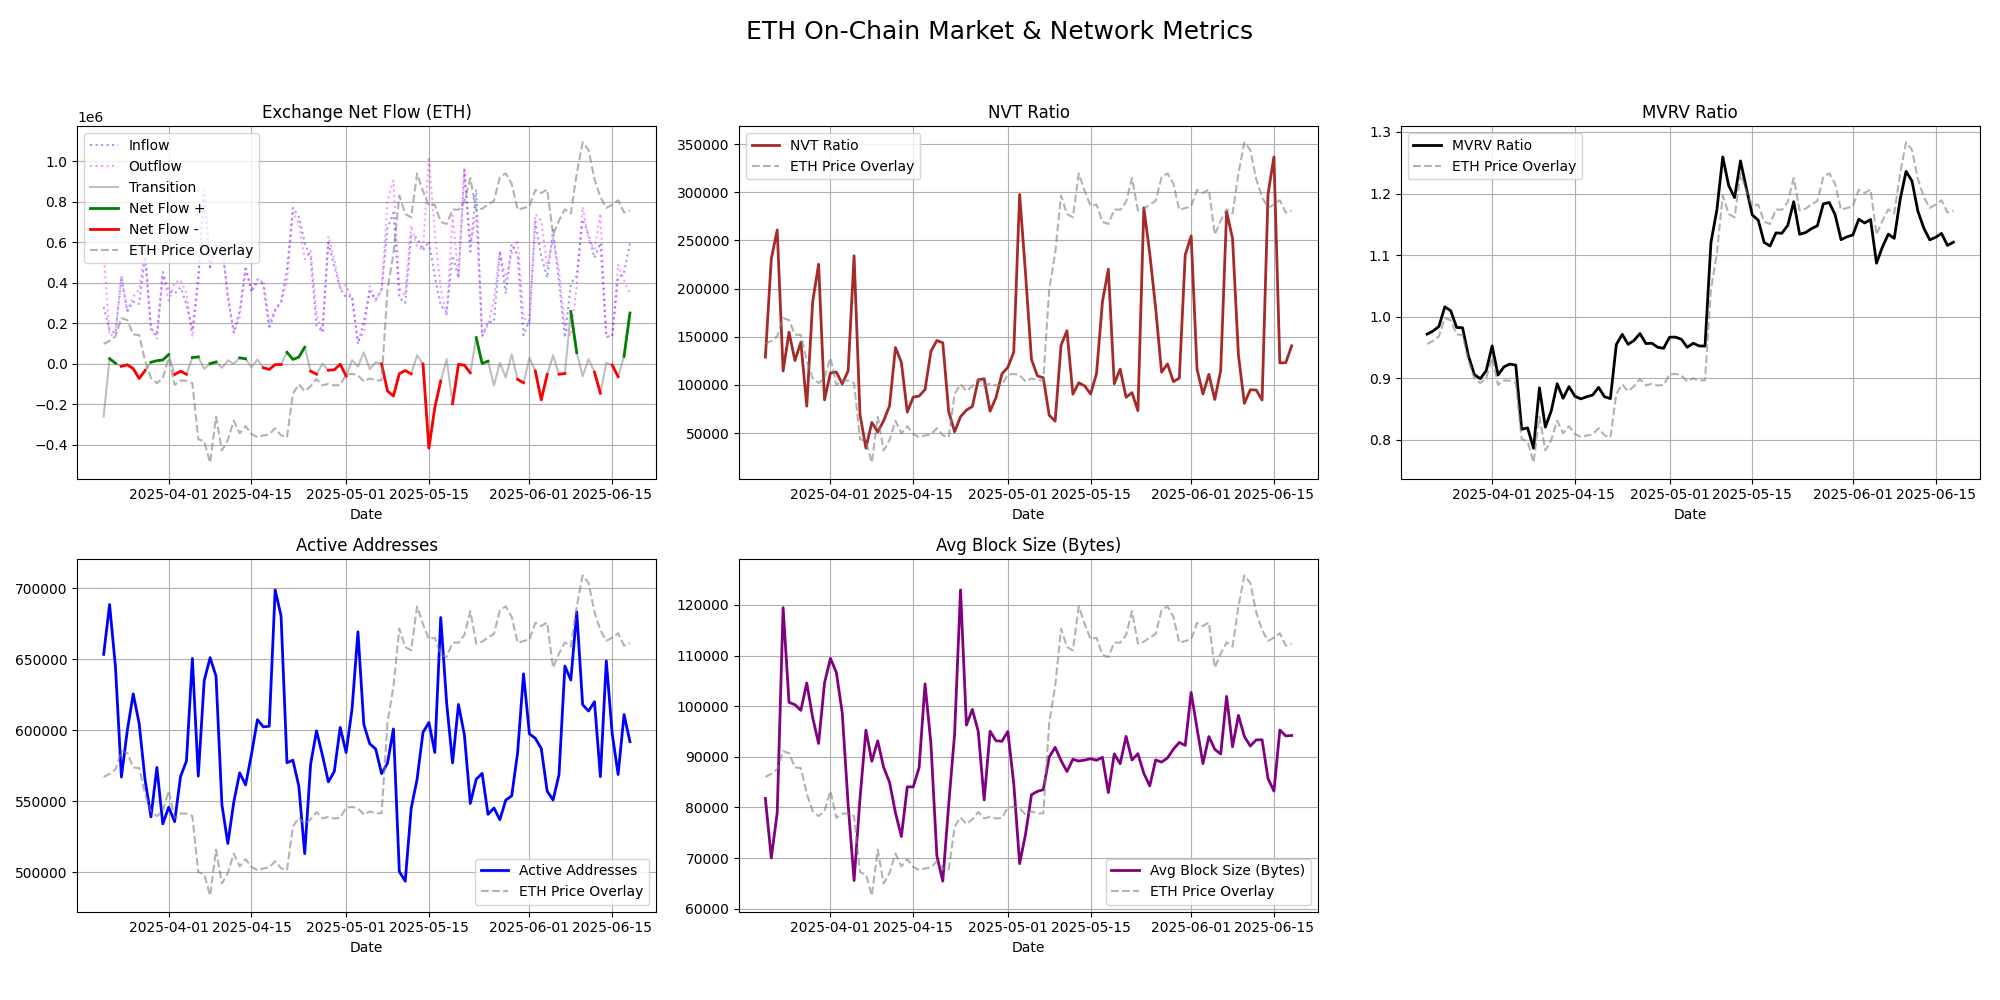 ETH On-Chain Market & Network Metrics
Exchange Net Flow (ETH)
1e6
Inflow
Outflow
Transition
Net Flow +
Net Flow -
ETH Price Overlay
1.0
0.8
0.6
0.4
0.2
0.0
−0.2
−0.4
2025-04-01 2025-04-15 2025-05-01 2025-05-15 2025-06-01 2025-06-15
Date
NVT Ratio
NVT Ratio
ETH Price Overlay
350000
300000
250000
200000
150000
100000
50000
2025-04-01 2025-04-15 2025-05-01 2025-05-15 2025-06-01 2025-06-15
Date
MVRV Ratio
MVRV Ratio
ETH Price Overlay
1.3
1.2
1.1
1.0
0.9
0.8
2025-04-01 2025-04-15 2025-05-01 2025-05-15 2025-06-01 2025-06-15
Date
Active Addresses
700000
650000
600000
550000
500000
Active Addresses
ETH Price Overlay
2025-04-01 2025-04-15 2025-05-01 2025-05-15 2025-06-01 2025-06-15
Date
Avg Block Size (Bytes)
120000
110000
100000
90000
80000
70000
60000
Avg Block Size (Bytes)
ETH Price Overlay
2025-04-01 2025-04-15 2025-05-01 2025-05-15 2025-06-01 2025-06-15
Date